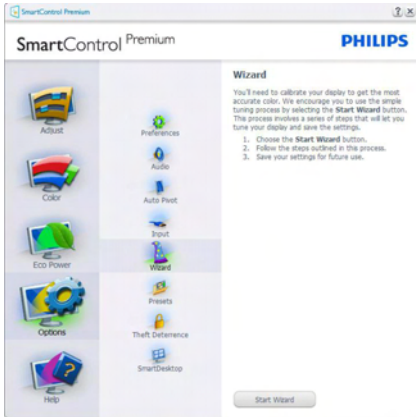 SmartControl Premium
SmartControl Premium
PHILIPS
Adjust
Color
Eco Power
Options
Help
Preferences
Audio
Auto Pivot
Input
Wizard
Presets
Theft Deterrence
SmartDesktop
Wizard
You'll need to calibrate your display to get the most
accurate color. We encourage you to use the simple
tuning process by selecting the Start Wizard button.
This process involves a series of steps that will let you
tune your display and save the settings.
1. Choose the Start Wizard button.
2. Follow the steps outlined in this process.
3. Save your settings for future use.
Start Wizard